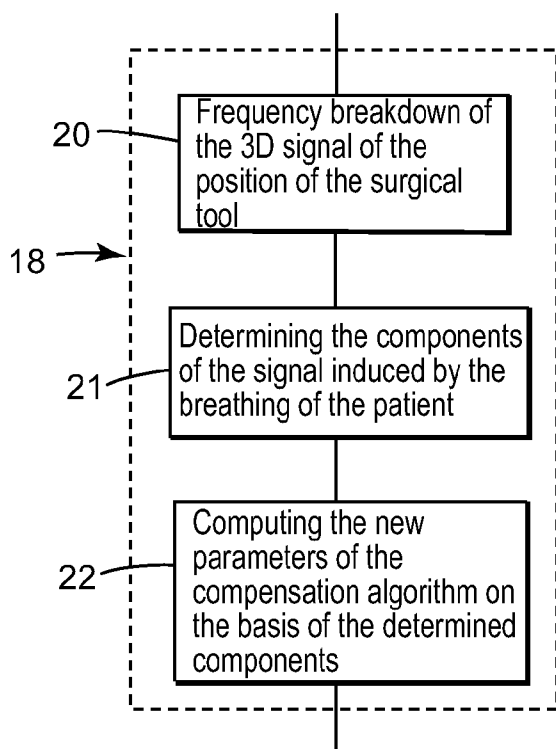 20
Frequency breakdown of
the 3D signal of the
position of the surgical
tool
18
21
Determining the components
of the signal induced by the
breathing of the patient
22
Computing the new
parameters of the
compensation algorithm on
the basis of the determined
components